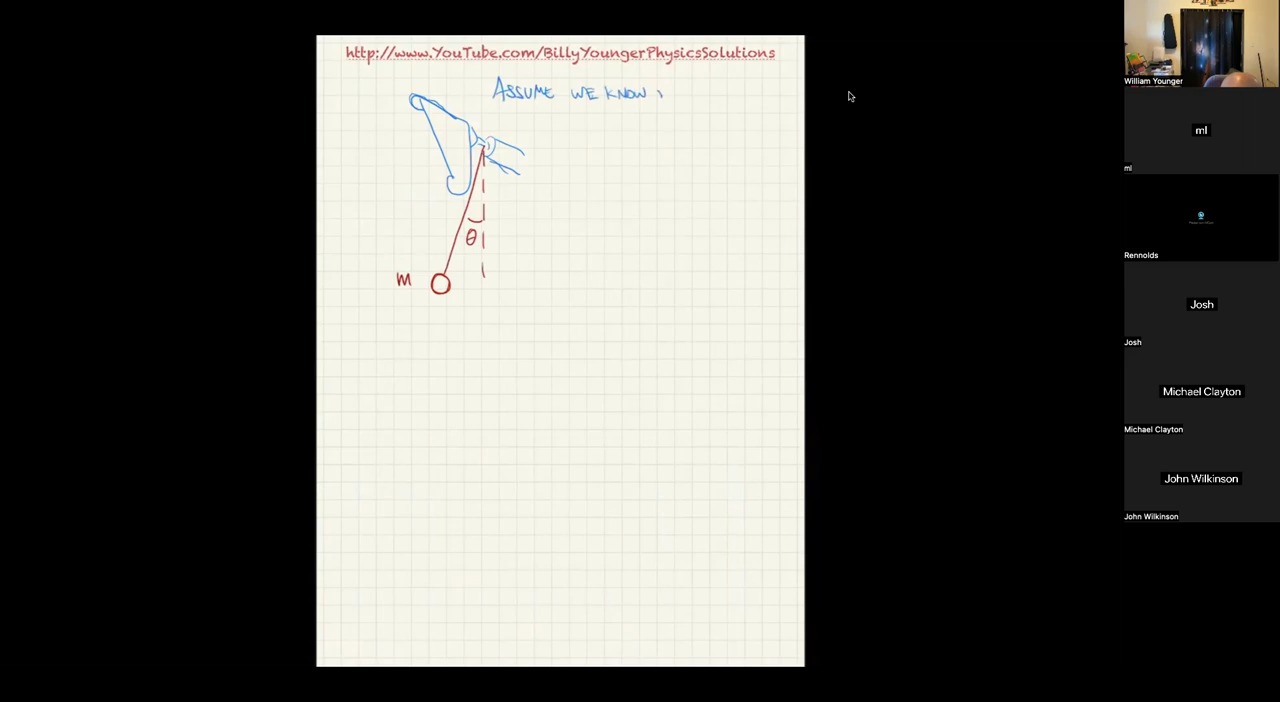 http://www.YouTube.com/BillyYoungerPhysicsSolutions
ASSUME WE KNOW
θ
m
William Younger
ml
ml
Rennolds
Josh
Josh
Michael Clayton
Michael Clayton
John Wilkinson
John Wilkinson